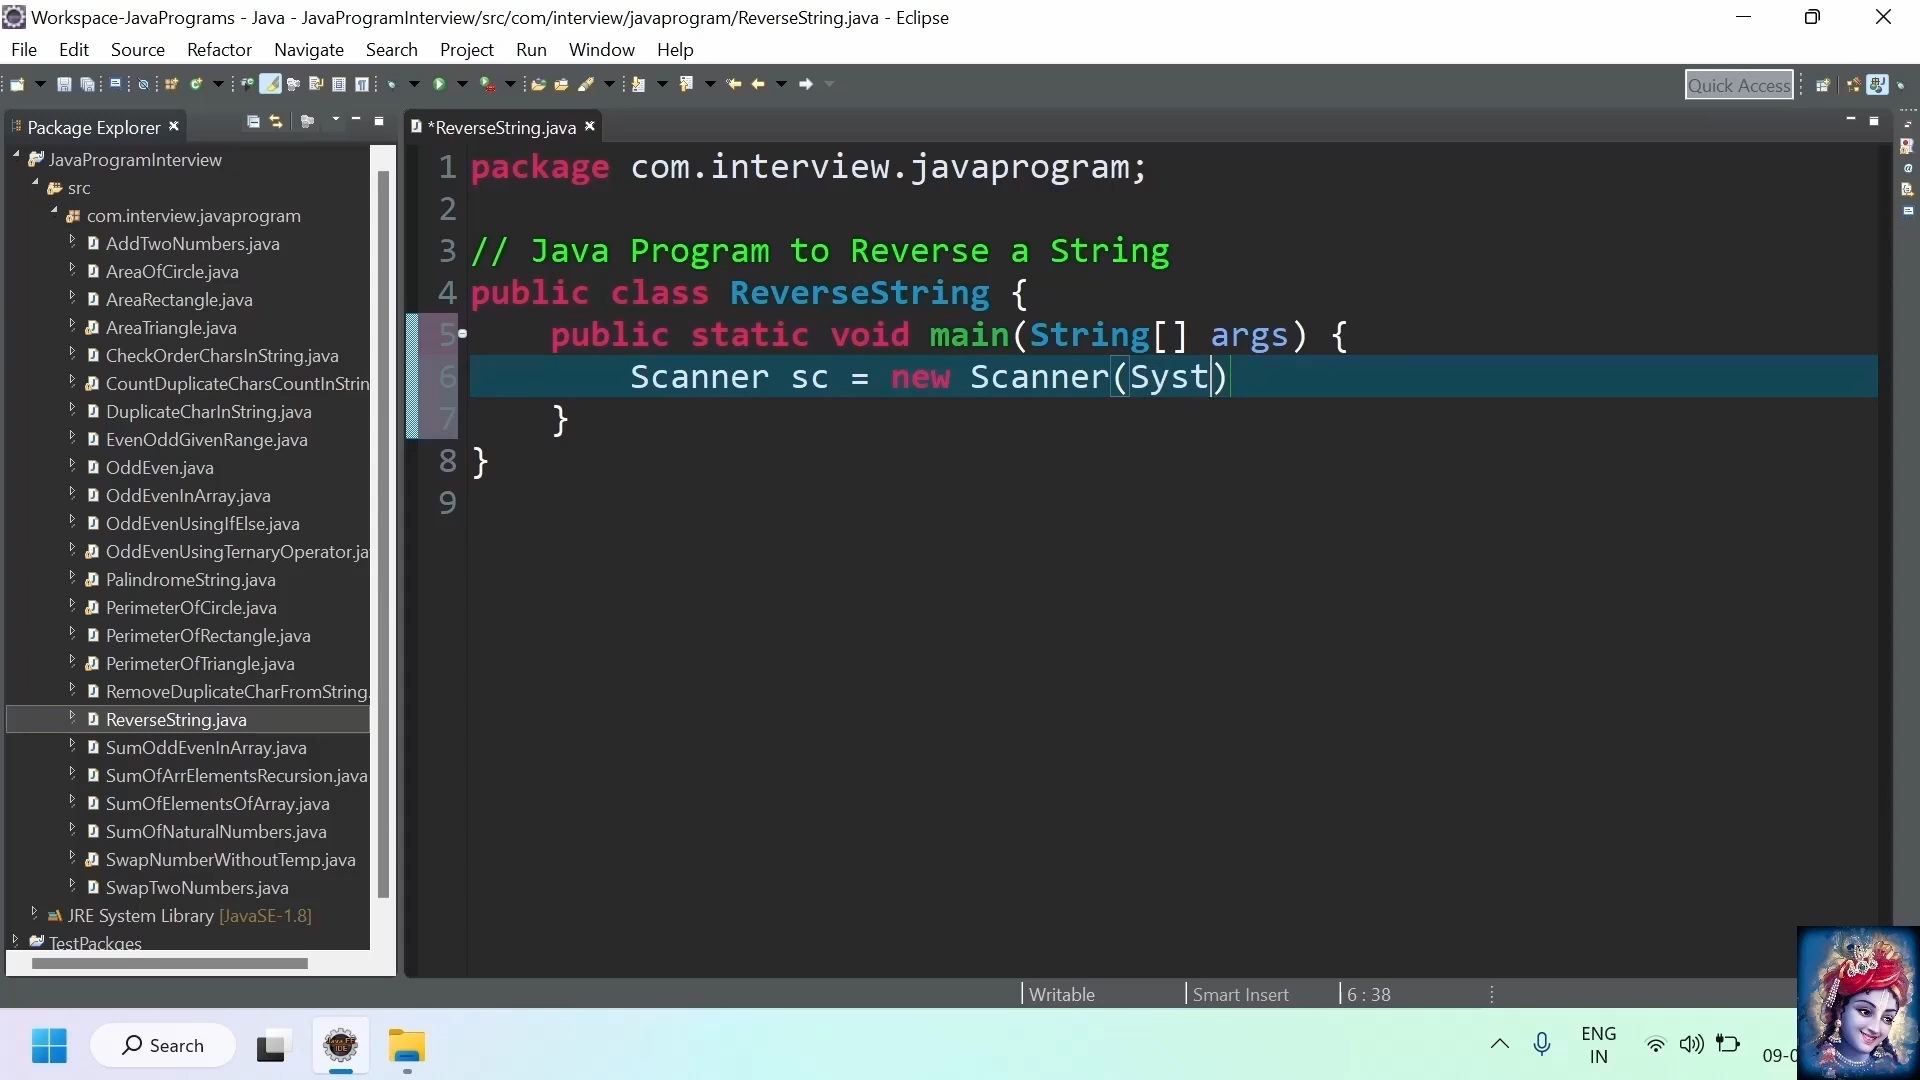 Workspace-JavaPrograms - Java - JavaProgramInterview/src/com/interview/javaprogram/ReverseString.java - Eclipse
File Edit Source Refactor Navigate Search Project Run Window Help
Quick Access
Package Explorer
*ReverseString.java
JavaProgramInterview
src
com.interview.javaprogram
AddTwoNumbers.java
AreaOfCircle.java
AreaRectangle.java
AreaTriangle.java
CheckOrderCharsInString.java
CountDuplicateCharsCountInStrin
DuplicateCharInString.java
EvenOddGivenRange.java
OddEven.java
OddEvenInArray.java
OddEvenUsingIfElse.java
OddEvenUsingTernaryOperator.ja
PalindromeString.java
PerimeterOfCircle.java
PerimeterOfRectangle.java
PerimeterOfTriangle.java
RemoveDuplicateCharFromString.
ReverseString.java
SumOddEvenInArray.java
SumOfArrElementsRecursion.java
SumOfElementsOfArray.java
SumOfNaturalNumbers.java
SwapNumberWithoutTemp.java
SwapTwoNumbers.java
JRE System Library [JavaSE-1.8]
TestPackges
1 package com.interview.javaprogram;
2
3 // Java Program to Reverse a String
4 public class ReverseString {
5 public static void main(String[] args) {
6 Scanner sc = new Scanner(Syst)
7 }
8 }
9
Writable Smart Insert 6 : 38
Search
ENG
IN
09-0